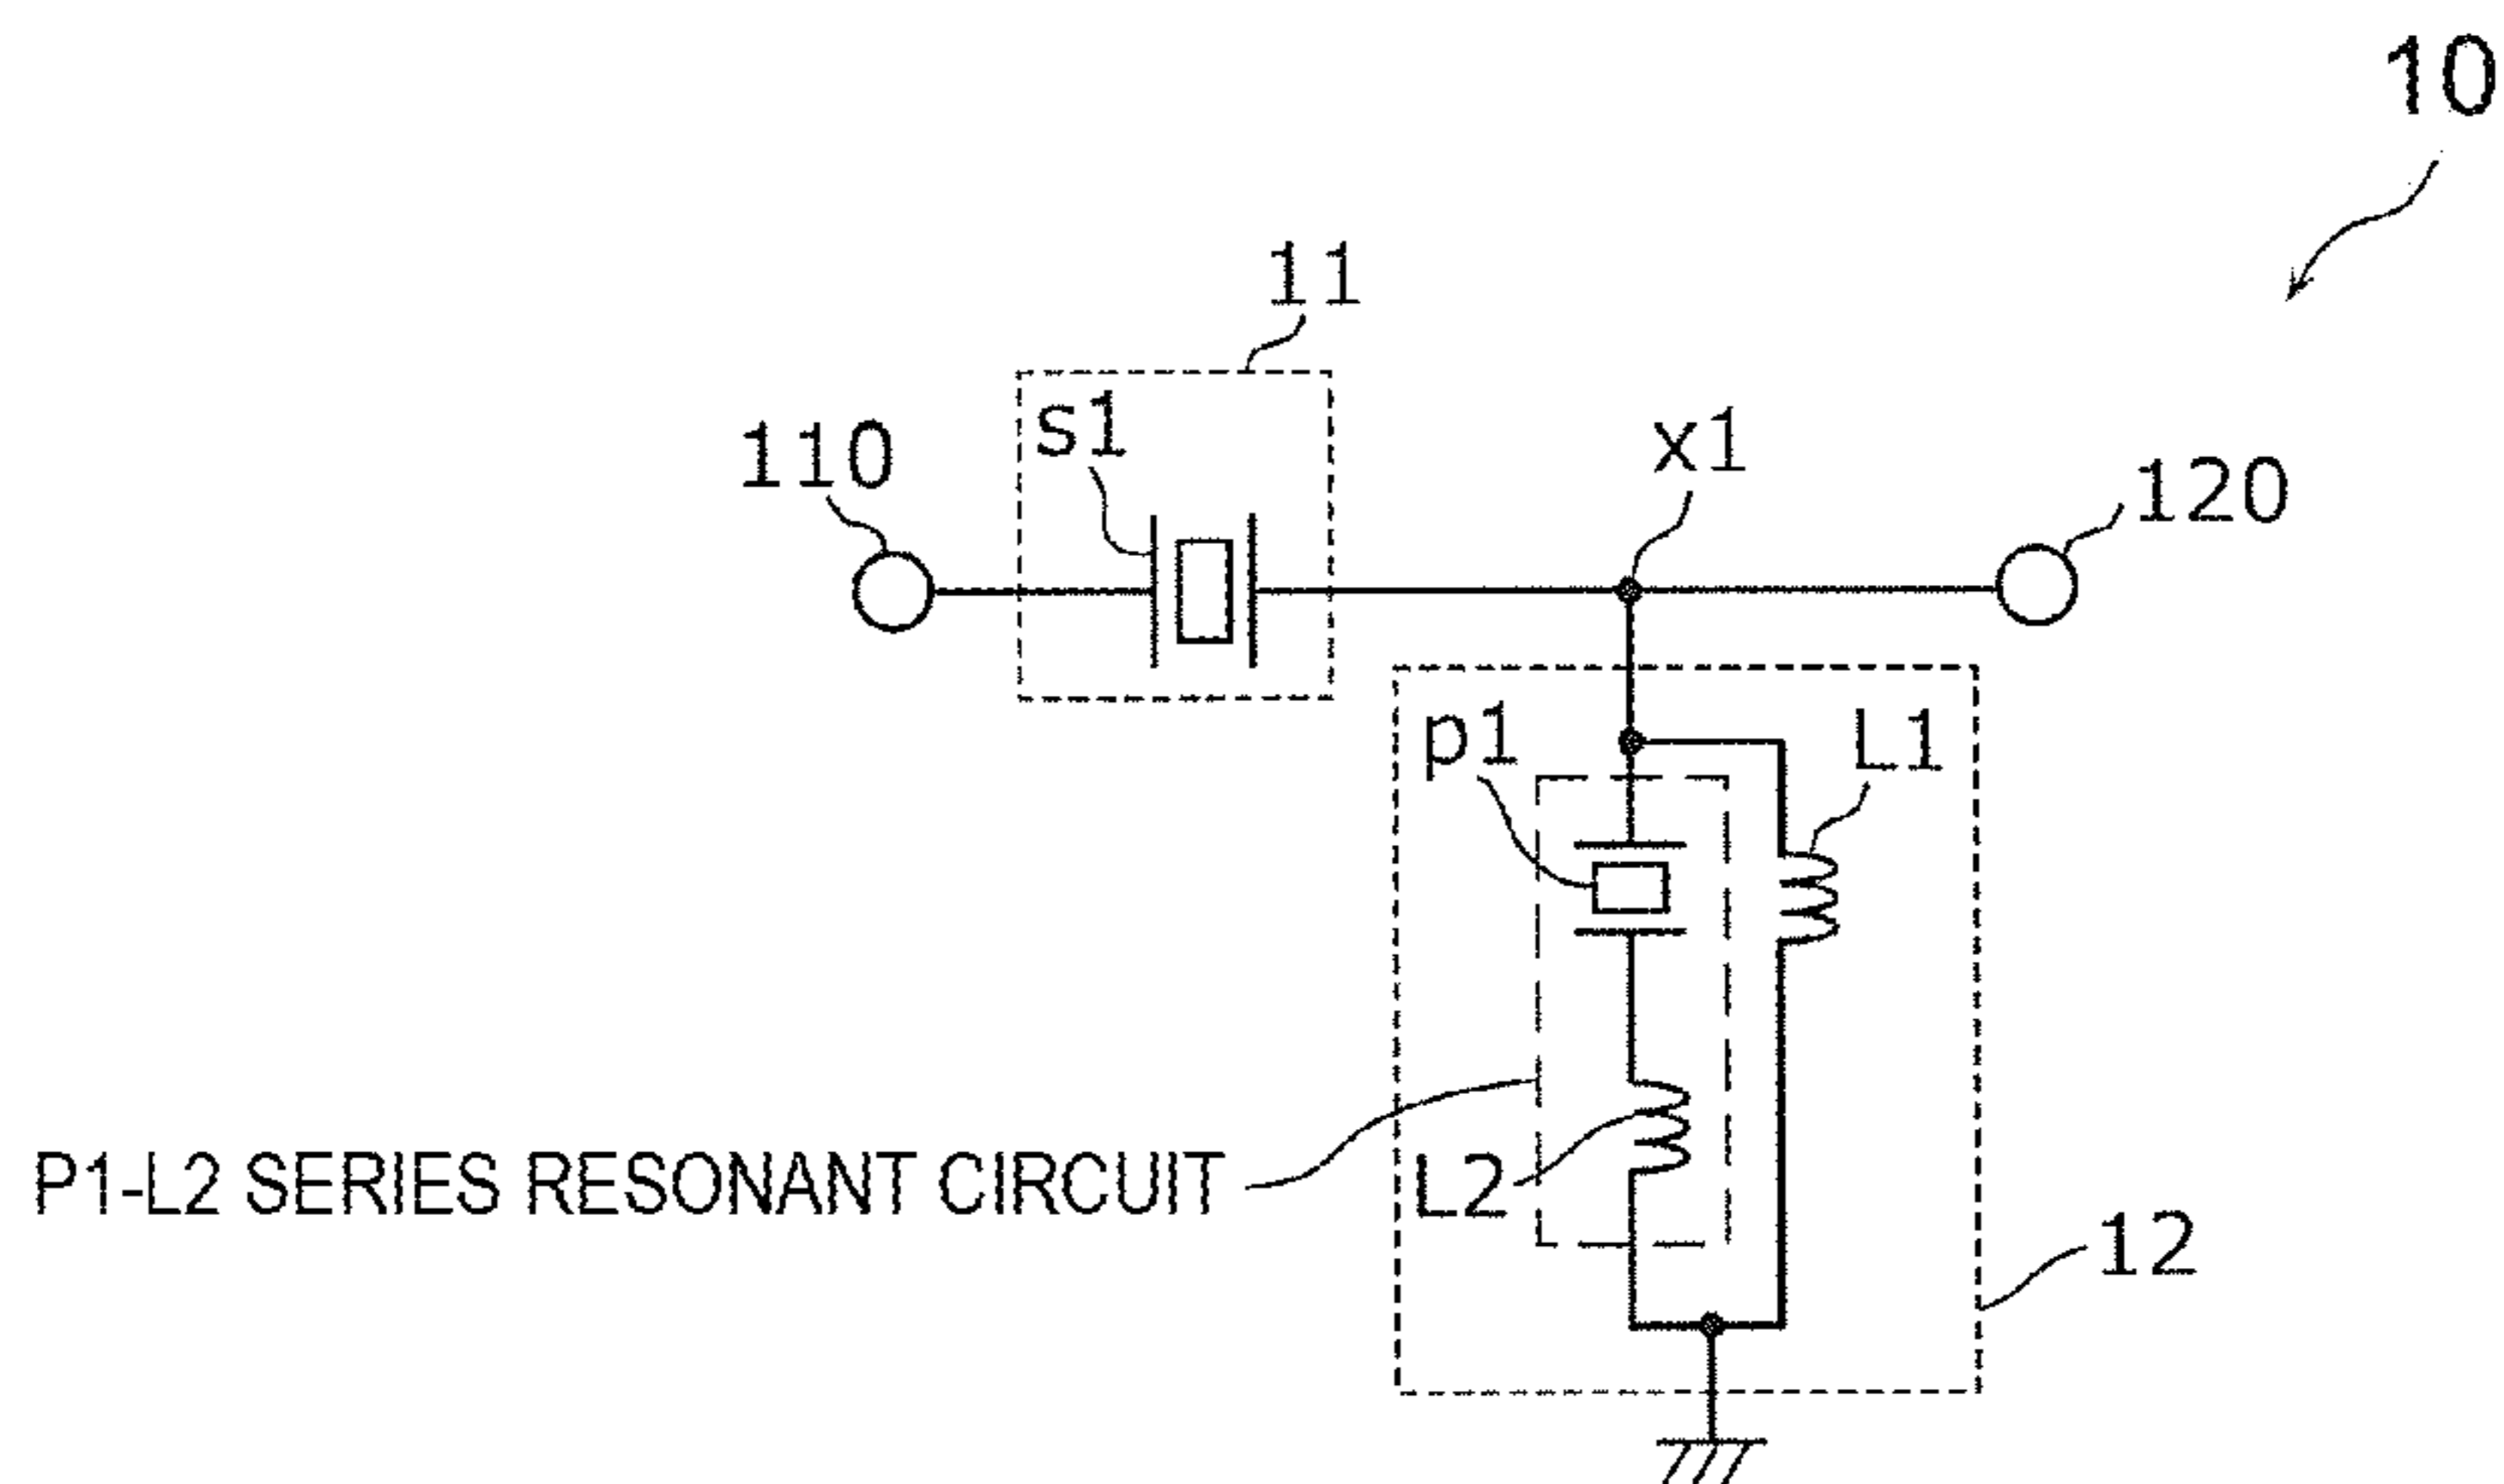 10
11
s1
110
x1
120
p1
L1
P1-L2 SERIES RESONANT CIRCUIT
L2
12